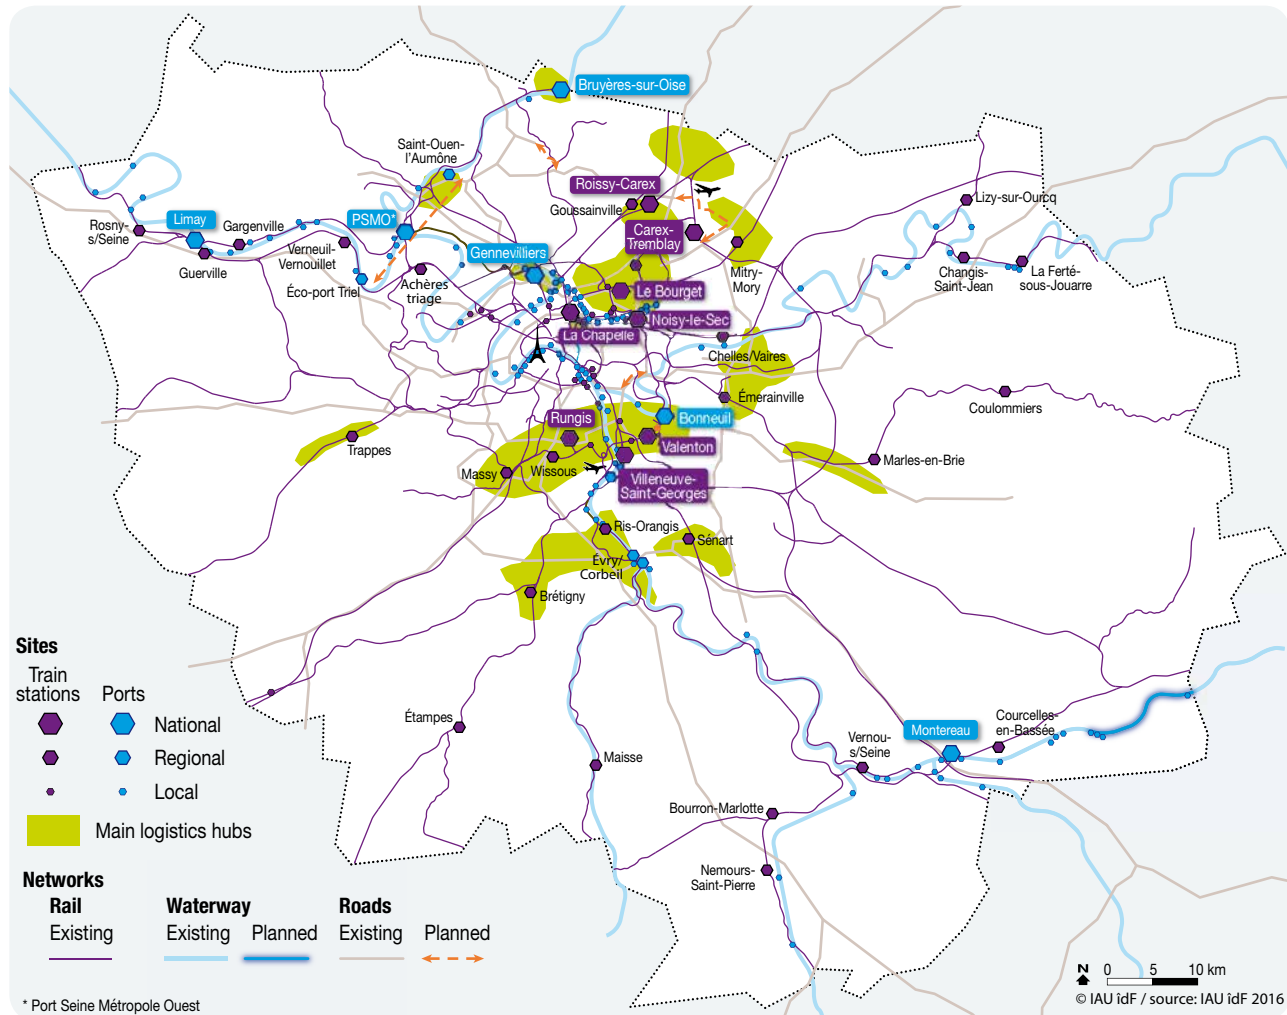 Bruyères-sur-Oise
Saint-Ouen-
l'Aumône
Roissy-Carex
Goussainville
Lizy-sur-Ourcq
Limay
PSMO*
Rosny-
s/Seine
Gargenville
Carex-
Tremblay
Verneuil-
Vernouillet
Gennevilliers
Guerville
Mitry-
Mory
Changis-
Saint-Jean
La Ferté-
sous-Jouarre
Éco-port Triel
Achères
triage
Le Bourget
Noisy-le-Sec
La Chapelle
Chelles/Vaires
Émerainville
Coulommiers
Rungis
Bonneuil
Trappes
Valenton
Marles-en-Brie
Massy
Wissous
Villeneuve-
Saint-Georges
Ris-Orangis
Sénart
Évry/
Corbeil
Brétigny
Étampes
Maisse
Montereau
Courcelles-
en-Bassée
Vernou-
s/Seine
Bourron-Marlotte
Nemours-
Saint-Pierre
Sites
Train
stations
Ports
National
Regional
Local
Main logistics hubs
Networks
Rail
Waterway
Roads
Existing
Existing
Planned
Existing
Planned
* Port Seine Métropole Ouest
N
0 5 10 km
© IAU îdF / source: IAU îdF 2016